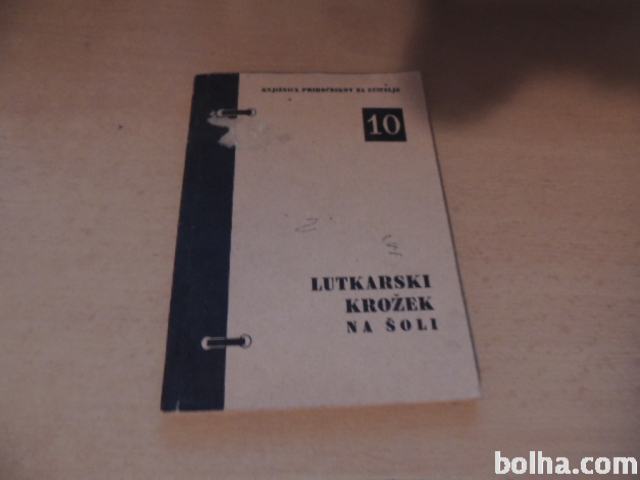 KNJIŽNICA PRIROČNIKOV ZA UČITELJE
10
LUTKARSKI
KROŽEK
NA ŠOLI
bolha.com